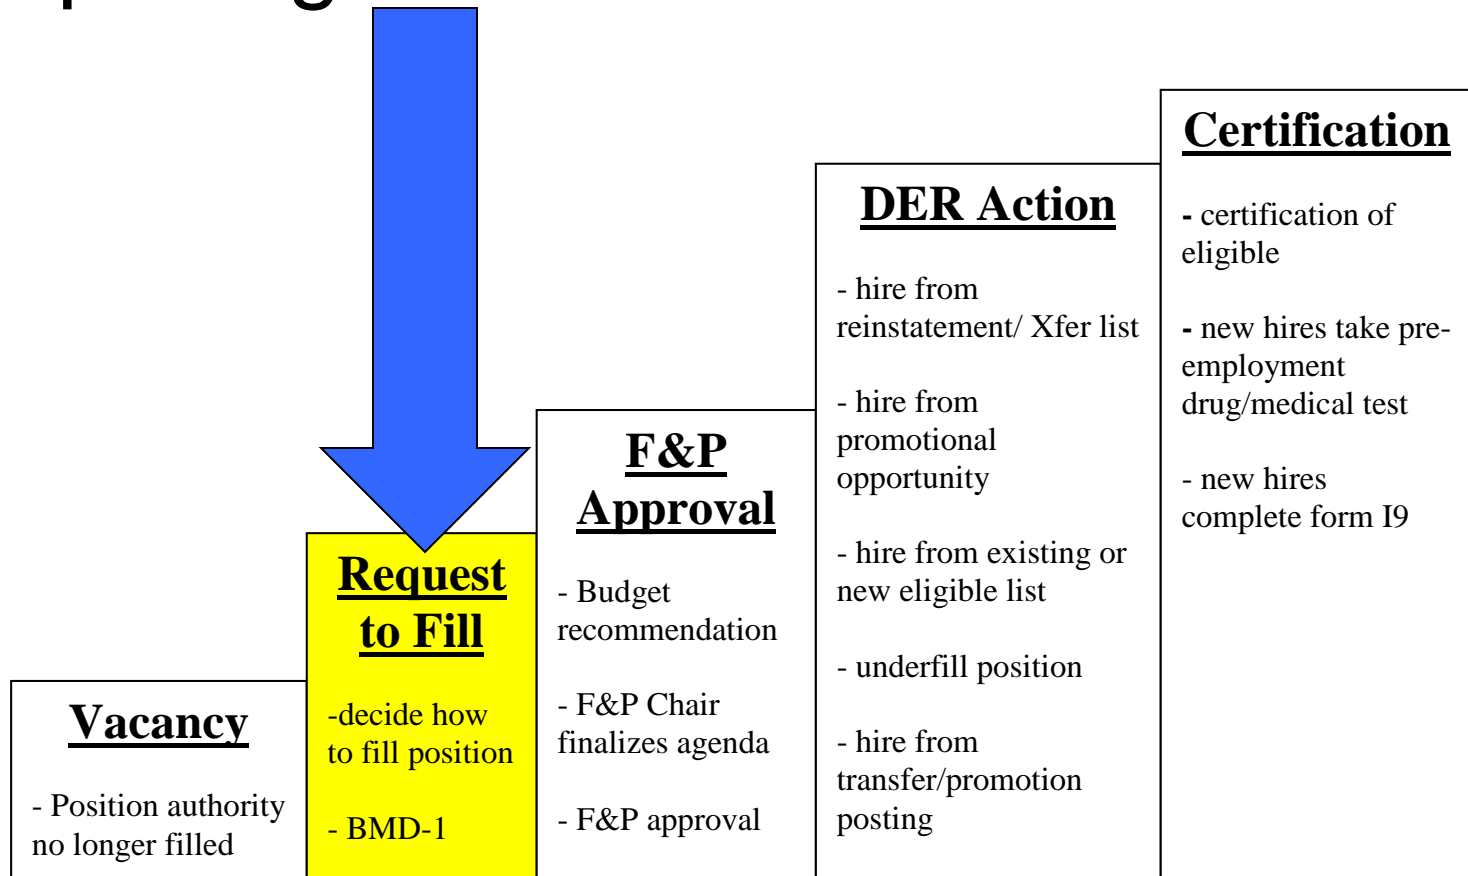 Vacancy
- Position authority
no longer filled
Request
to Fill
-decide how
to fill position
- BMD-1
F&P
Approval
- Budget
recommendation
- F&P Chair
finalizes agenda
- F&P approval
DER Action
- hire from
reinstatement/ Xfer list
- hire from
promotional
opportunity
- hire from existing or
new eligible list
- underfill position
- hire from
transfer/promotion
posting
Certification
- certification of
eligible
- new hires take pre-
employment
drug/medical test
- new hires
complete form I9